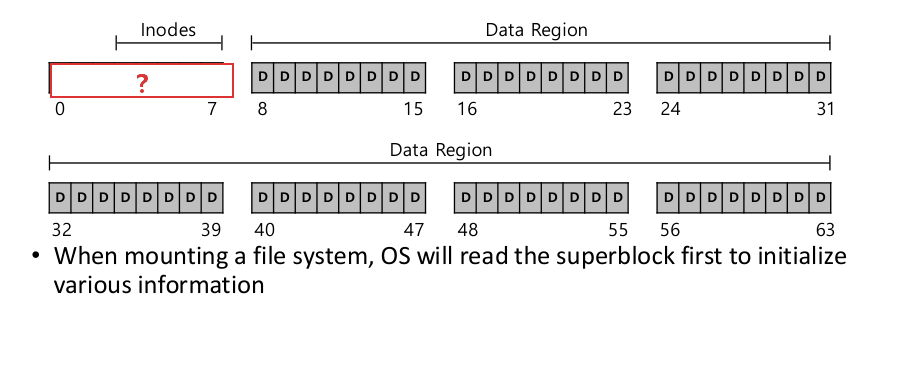 Inodes Data Region
? D D D D D D D D D D D D D D D D D D D D D D D D
0 7 8 15 16 23 24 31
Data Region
D D D D D D D D D D D D D D D D D D D D D D D D D D D D D D D D
32 39 40 47 48 55 56 63
• When mounting a file system, OS will read the superblock first to initialize
various information